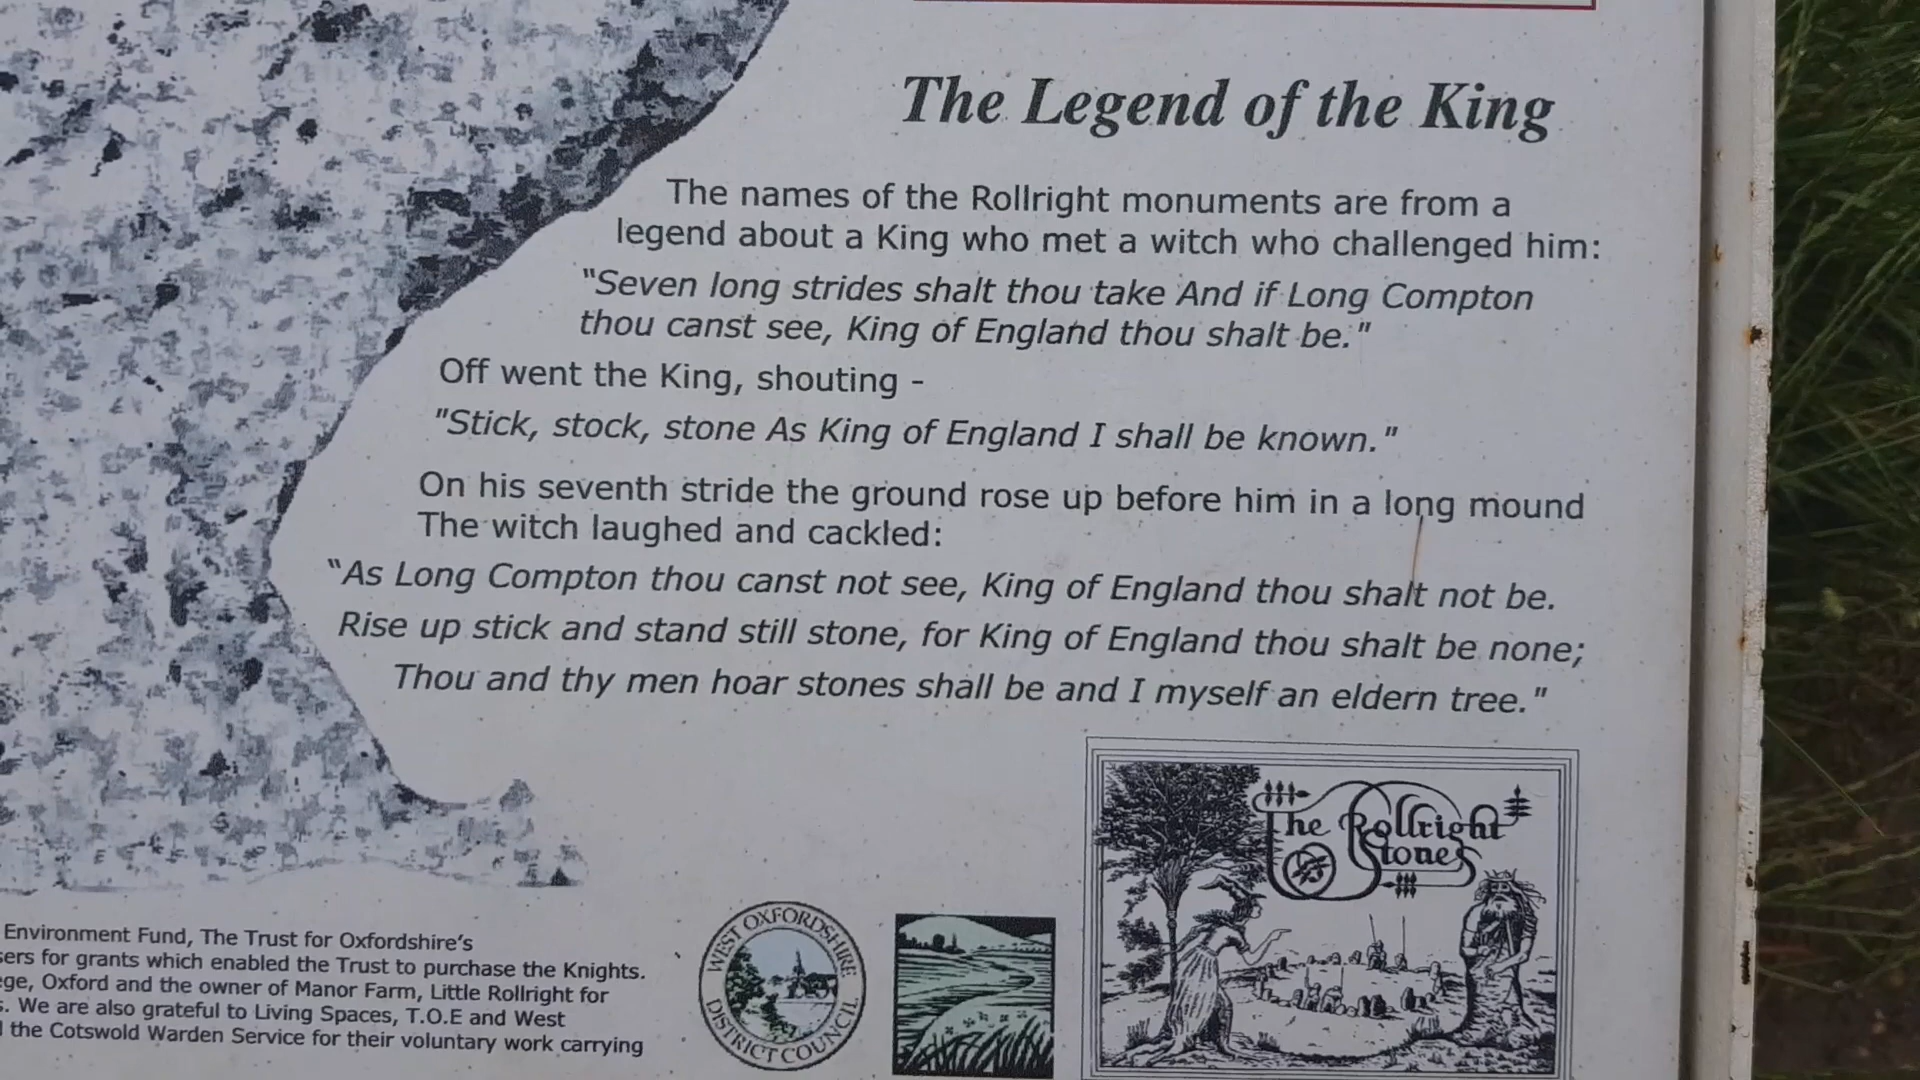 The Legend of the King
The names of the Rollright monuments are from a
legend about a King who met a witch who challenged him:
"Seven long strides shalt thou take And if Long Compton
thou canst see, King of England thou shalt be."
Off went the King, shouting -
"Stick, stock, stone As King of England I shall be known."
On his seventh stride the ground rose up before him in a long mound
The witch laughed and cackled:
"As Long Compton thou canst not see, King of England thou shalt not be.
Rise up stick and stand still stone, for King of England thou shalt be none;
Thou and thy men hoar stones shall be and I myself an eldern tree."
The Rollright
Stones
Environment Fund, The Trust for Oxfordshire's
for grants which enabled the Trust to purchase the Knights.
Oxford and the owner of Manor Farm, Little Rollright for
We are also grateful to Living Spaces, T.O.E and West
the Cotswold Warden Service for their voluntary work carrying
WEST OXFORDSHIRE
DISTRICT COUNCIL